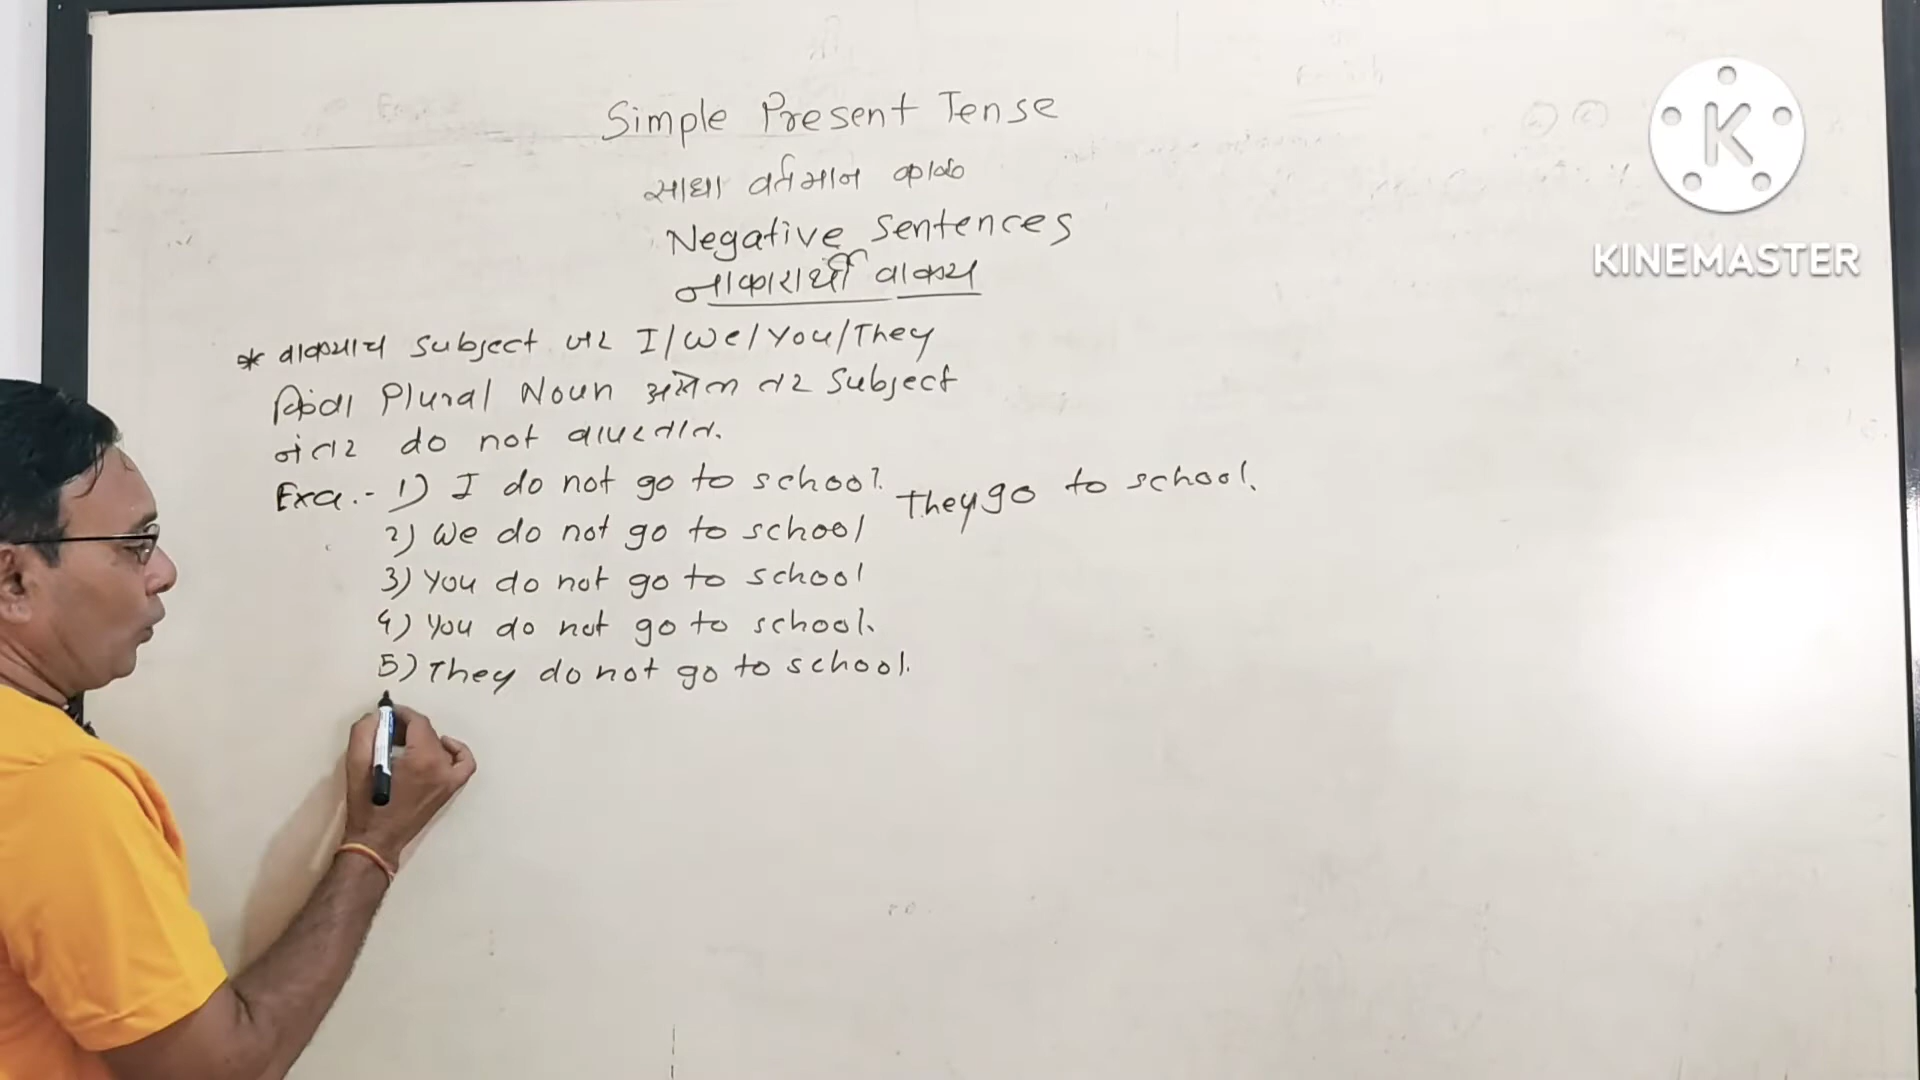 Simple Present Tense
साधा वर्तमान काळ
Negative Sentences
नाकारार्थी वाक्य
* वाक्याचा subject जर I/We/You/They
किंवा Plural Noun असेल तर Subject
नंतर do not वापरतात.
Exa.- 1) I do not go to school.
They go to school.
2) We do not go to school
3) You do not go to school
4) You do not go to school.
5) They do not go to school.
K
KINEMASTER